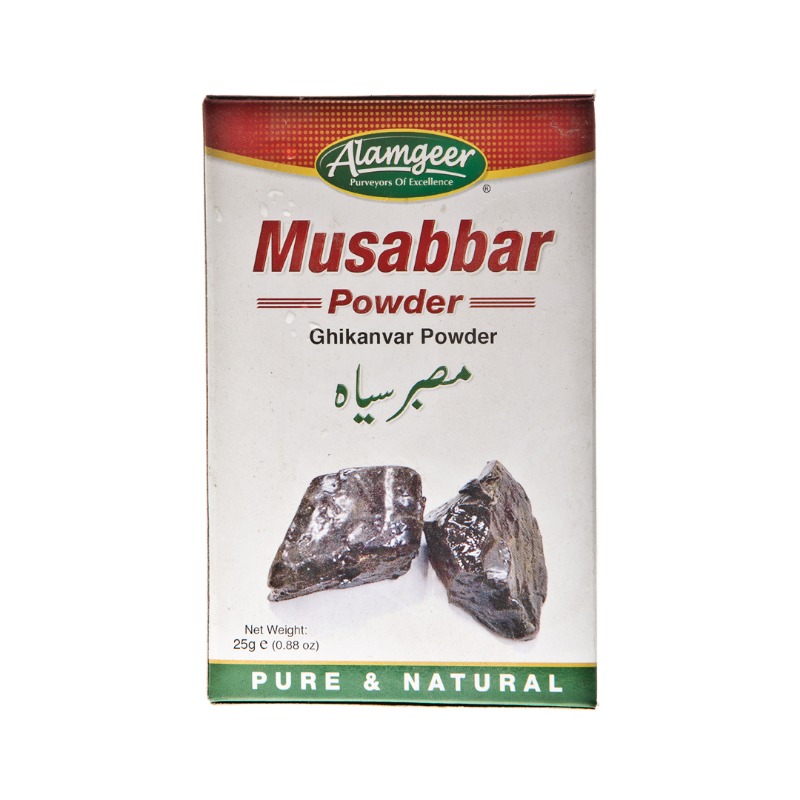 Alamgeer
Purveyors Of Excellence
®
Musabbar
Powder
Ghikanvar Powder
مصبر سیاہ
Net Weight:
25g ℮ (0.88 oz)
PURE & NATURAL